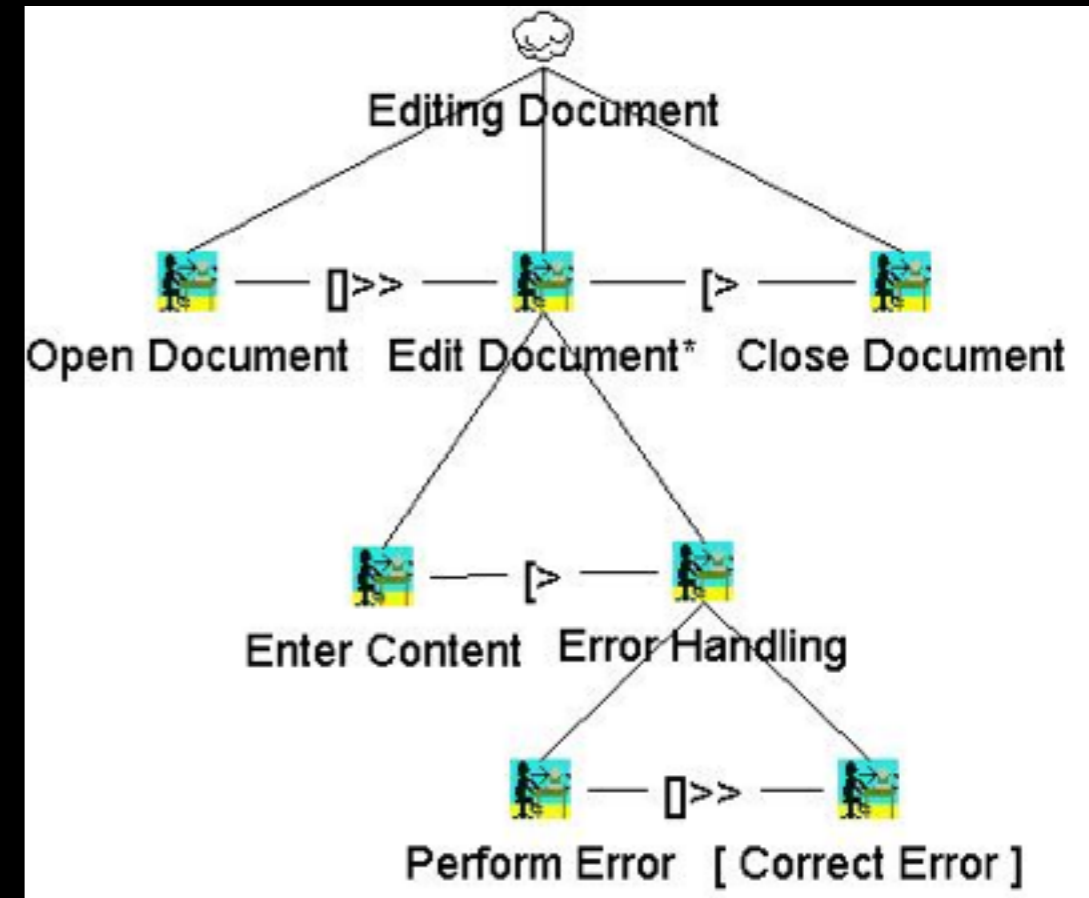 Editing Document
[]>> [>
Open Document Edit Document* Close Document
[>
Enter Content Error Handling
[]>>
Perform Error [ Correct Error ]